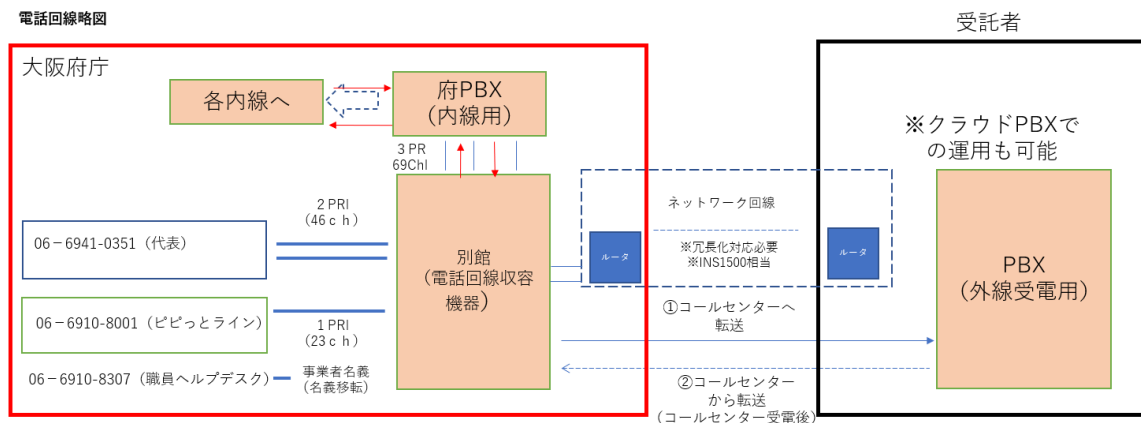 電話回線略図
受託者
大阪府庁
各内線へ
府PBX
（内線用）
※クラウドPBXで
の運用も可能
3 PR
69Chl
2 PRI
(46ｃｈ)
ネットワーク回線
06－6941-0351（代表）
別館
（電話回線収容
機器）
ルータ
※冗長化対応必要
※INS1500相当
ルータ
PBX
（外線受電用）
①コールセンターへ
転送
06－6910-8001（ピピっとライン）
1 PRI
(23ｃｈ)
06－6910-8307（職員ヘルプデスク）
事業者名義
（名義移転）
②コールセンター
から転送
（コールセンター受電後）